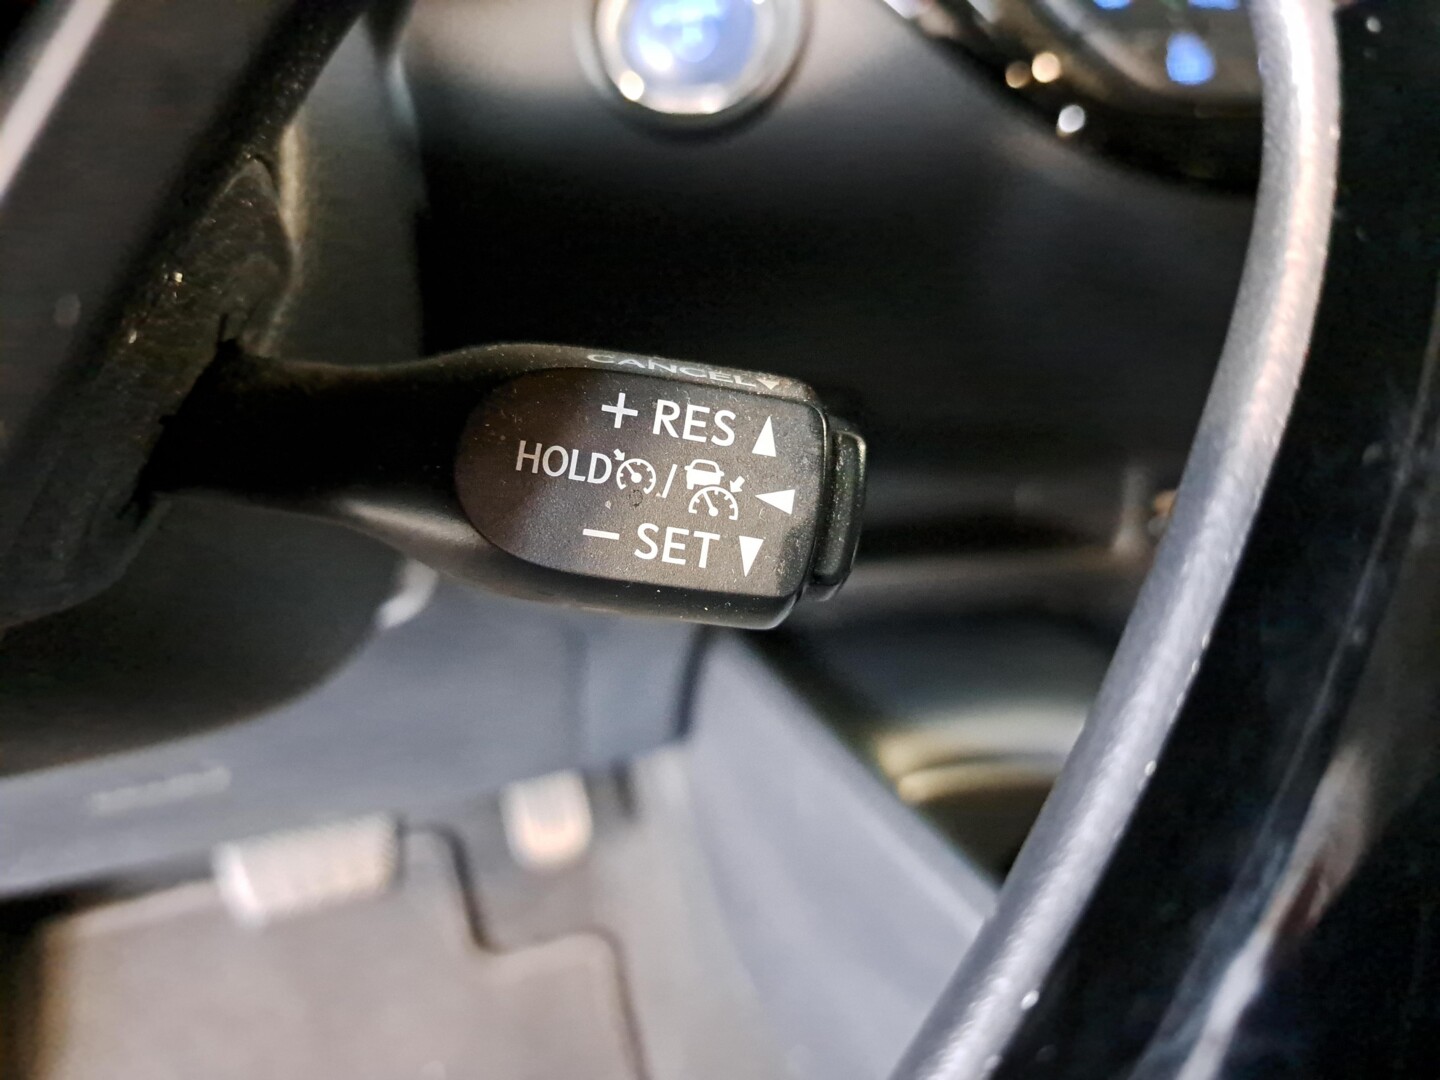 CANCEL
+ RES
HOLD /
− SET